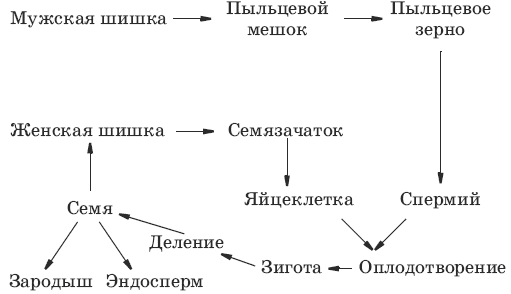 Мужская шишка
Пыльцевой
мешок
Пыльцевое
зерно
Женская шишка
Семязачаток
Яйцеклетка
Спермий
Семя
Деление
Зигота
Оплодотворение
Зародыш
Эндосперм